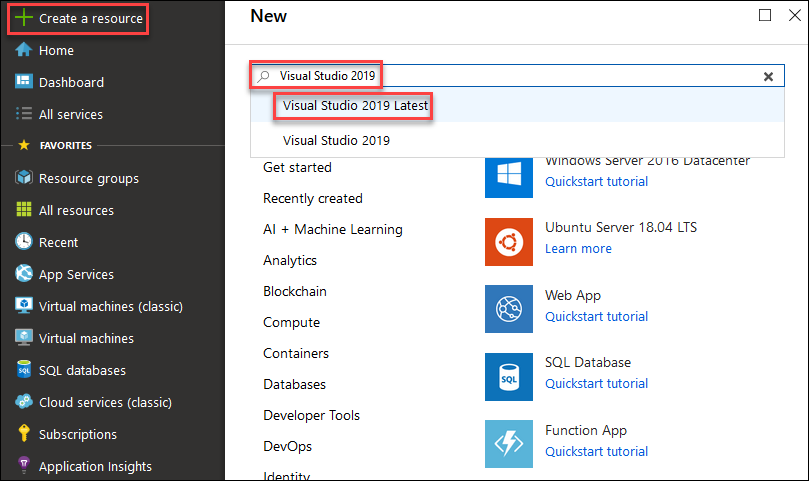 Create a resource
Home
Dashboard
All services
FAVORITES
Resource groups
All resources
Recent
App Services
Virtual machines (classic)
Virtual machines
SQL databases
Cloud services (classic)
Subscriptions
Application Insights
New
Visual Studio 2019
Visual Studio 2019 Latest
Visual Studio 2019
Get started
Recently created
AI + Machine Learning
Analytics
Blockchain
Compute
Containers
Databases
Developer Tools
DevOps
Identity
Windows Server 2016 Datacenter
Quickstart tutorial
Ubuntu Server 18.04 LTS
Learn more
Web App
Quickstart tutorial
SQL
SQL Database
Quickstart tutorial
Function App
Quickstart tutorial